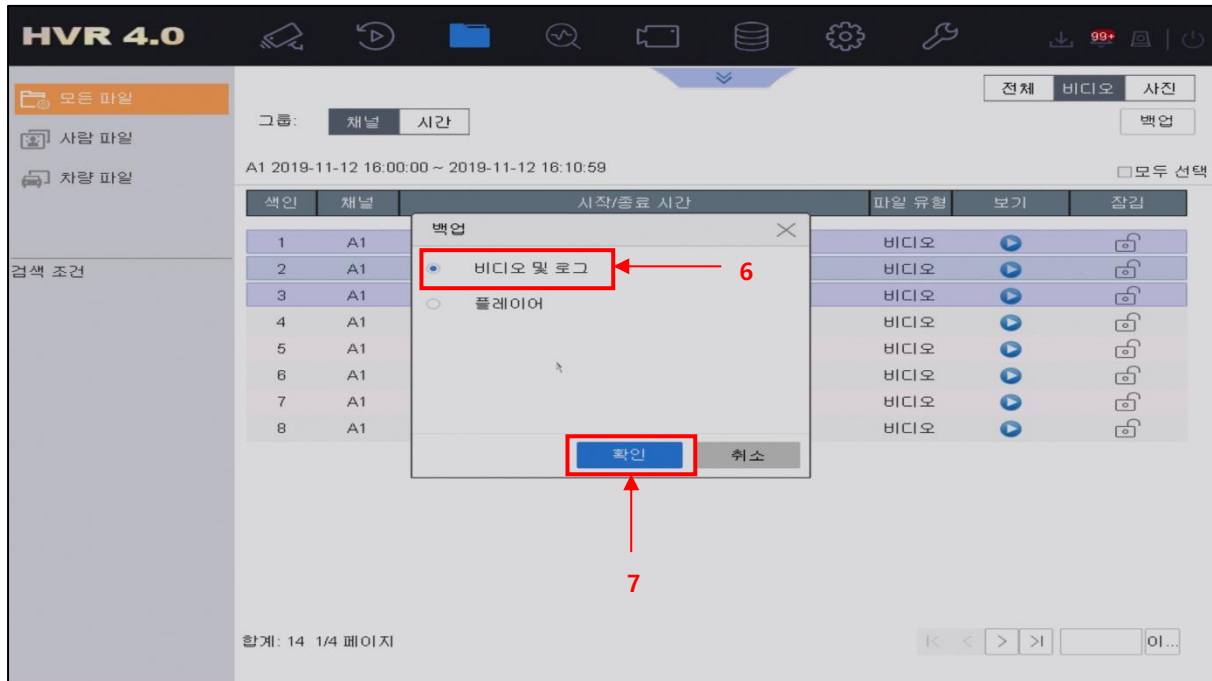 HVR 4.0
99+
모든 파일
사람 파일
차량 파일
검색 조건
전체 비디오 사진
그룹: 채널 시간
백업
A1 2019-11-12 16:00:00 ~ 2019-11-12 16:10:59
모두 선택
색인 채널 시작/종료 시간 파일 유형 보기 잠김
1 A1 비디오
2 A1 비디오
3 A1 비디오
4 A1 비디오
5 A1 비디오
6 A1 비디오
7 A1 비디오
8 A1 비디오
백업
비디오 및 로그
6
플레이어
확인 취소
7
합계: 14 1/4 페이지
이...